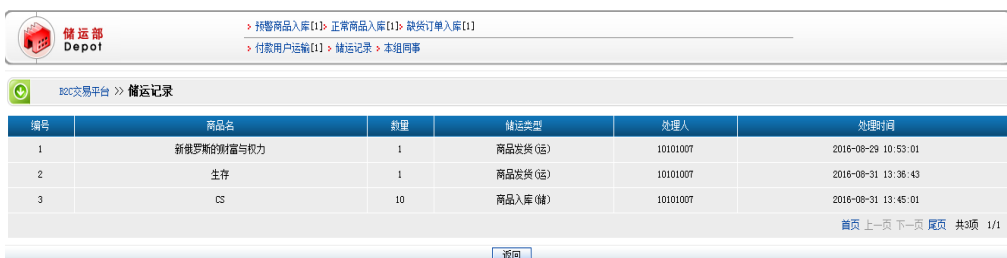 储运部
Depot
> 预警商品入库[1]> 正常商品入库[1]> 缺货订单入库[1]
> 付款用户运输[1] > 储运记录 > 本组同事
B2C交易平台 >> 储运记录
编号 商品名 数量 储运类型 处理人 处理时间
1 新俄罗斯的财富与权力 1 商品发货(运) 10101007 2016-08-29 10:53:01
2 生存 1 商品发货(运) 10101007 2016-08-31 13:36:43
3 CS 10 商品入库(储) 10101007 2016-08-31 13:45:01
首页 上一页 下一页 尾页 共3项 1/1
返回